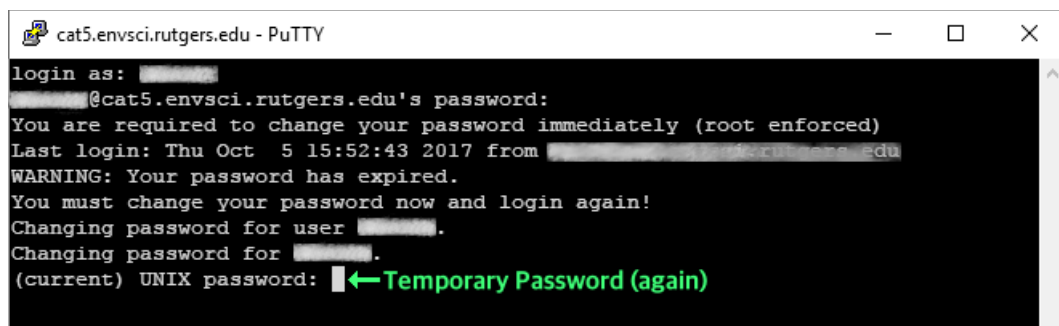 cat5.envsci.rutgers.edu - PuTTY
login as:
@cat5.envsci.rutgers.edu's password:
You are required to change your password immediately (root enforced)
Last login: Thu Oct  5 15:52:43 2017 from rutgers edu
WARNING: Your password has expired.
You must change your password now and login again!
Changing password for user .
Changing password for .
(current) UNIX password: ←Temporary Password (again)